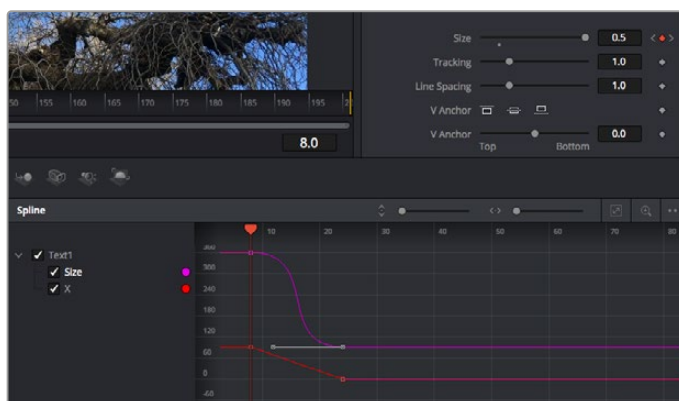 Size 0.5
Tracking 1.0
Line Spacing 1.0
V Anchor
V Anchor 0.0
Top Bottom
50 155 160 165 170 175 180 185 190 195
8.0
Spline
10 20 30 40 50 60 70 80
Text1
Size
X
360
300
240
180
120
60
0
-60